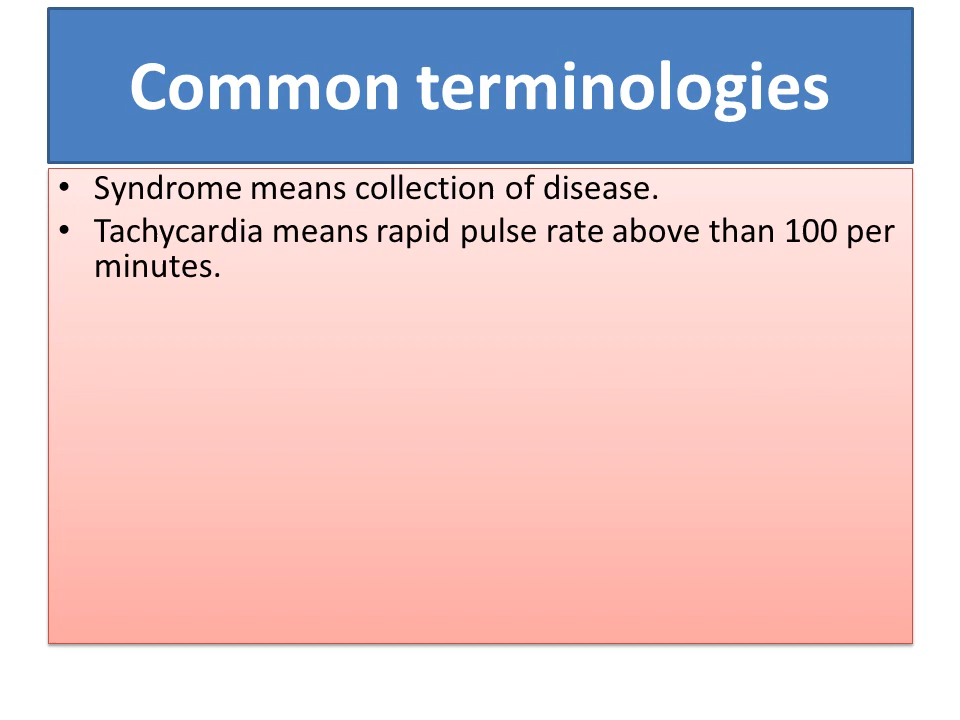 Common terminologies
• Syndrome means collection of disease.
• Tachycardia means rapid pulse rate above than 100 per
minutes.